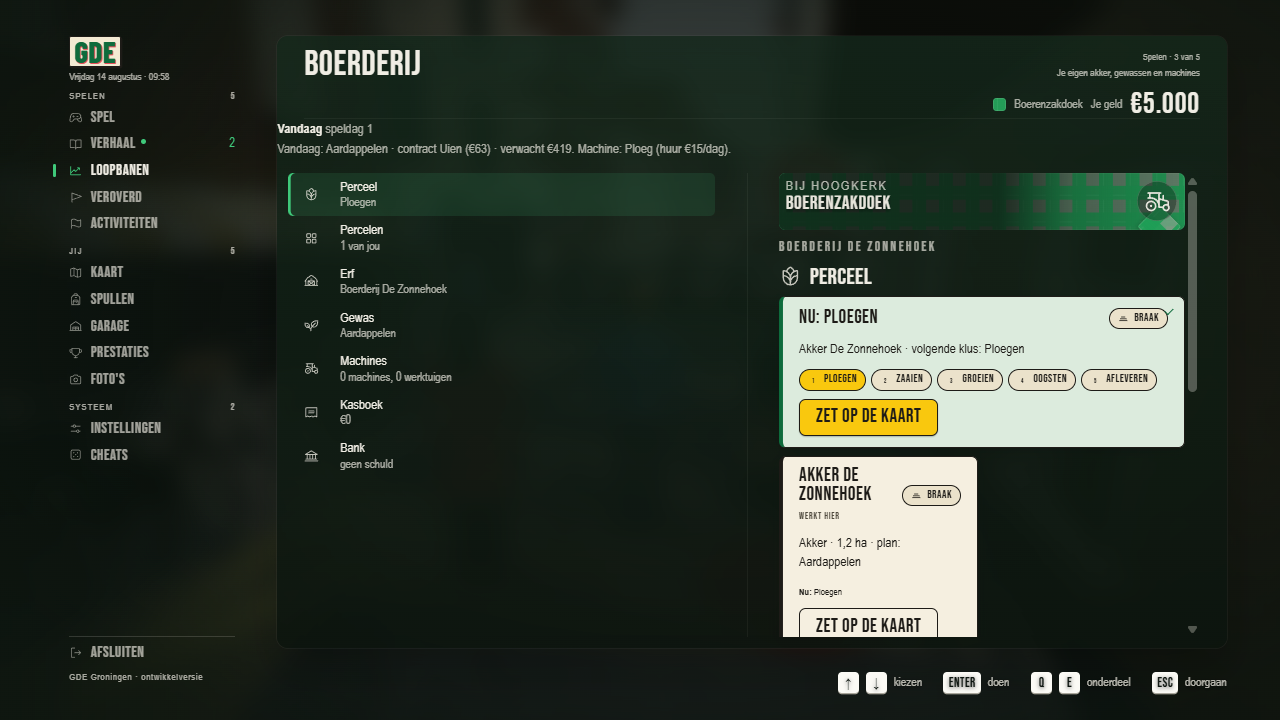 GDE
Vrijdag 14 augustus · 09:58
SPELEN 5
SPEL
VERHAAL 2
LOOPBANEN
VEROVERD
ACTIVITEITEN
JIJ 5
KAART
SPULLEN
GARAGE
PRESTATIES
FOTO'S
SYSTEEM 2
INSTELLINGEN
CHEATS
AFSLUITEN
GDE Groningen · ontwikkelversie
BOERDERIJ
Spelen · 3 van 5
Je eigen akker, gewassen en machines
Boerenzakdoek Je geld €5.000
Vandaag speldag 1
Vandaag: Aardappelen · contract Uien (€63) · verwacht €419. Machine: Ploeg (huur €15/dag).
Perceel
Ploegen
Percelen
1 van jou
Erf
Boerderij De Zonnehoek
Gewas
Aardappelen
Machines
0 machines, 0 werktuigen
Kasboek
€0
Bank
geen schuld
BIJ HOOGKERK
BOERENZAKDOEK
BOERDERIJ DE ZONNEHOEK
PERCEEL
NU: PLOEGEN
BRAAK
Akker De Zonnehoek · volgende klus: Ploegen
1 PLOEGEN 2 ZAAIEN 3 GROEIEN 4 OOGSTEN 5 AFLEVEREN
ZET OP DE KAART
AKKER DE
ZONNEHOEK
BRAAK
WERKT HIER
Akker · 1,2 ha · plan:
Aardappelen
Nu: Ploegen
ZET OP DE KAART
↑ ↓ kiezen ENTER doen Q E onderdeel ESC doorgaan